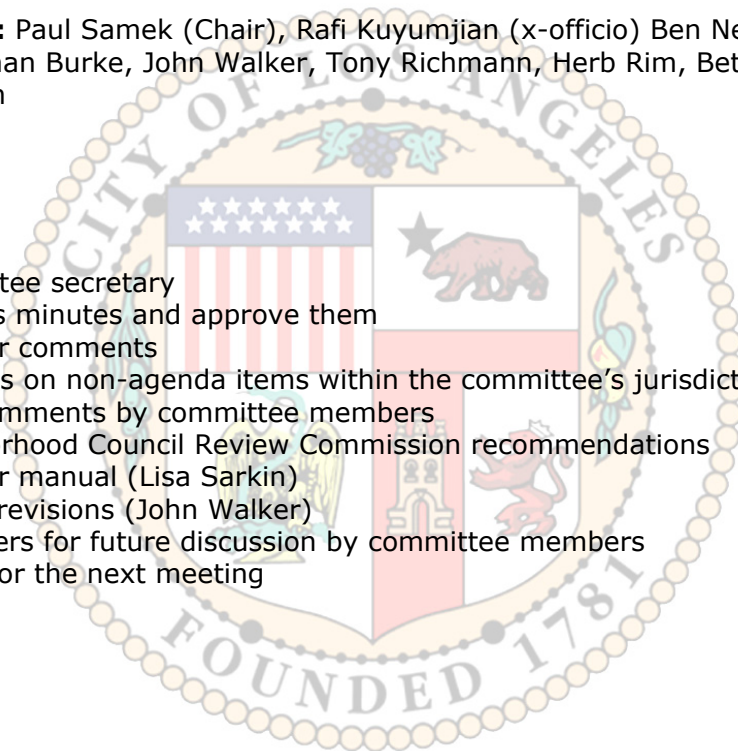 : Paul Samek (Chair), Rafi Kuyumjian (x-officio) Ben Ne
nan Burke, John Walker, Tony Richmann, Herb Rim, Bet
tee secretary
s minutes and approve them
r comments
s on non-agenda items within the committee’s jurisdict
mments by committee members
rhood Council Review Commission recommendations
r manual (Lisa Sarkin)
revisions (John Walker)
ers for future discussion by committee members
or the next meeting
CITY OF LOS ANGELES
FOUNDED 1781